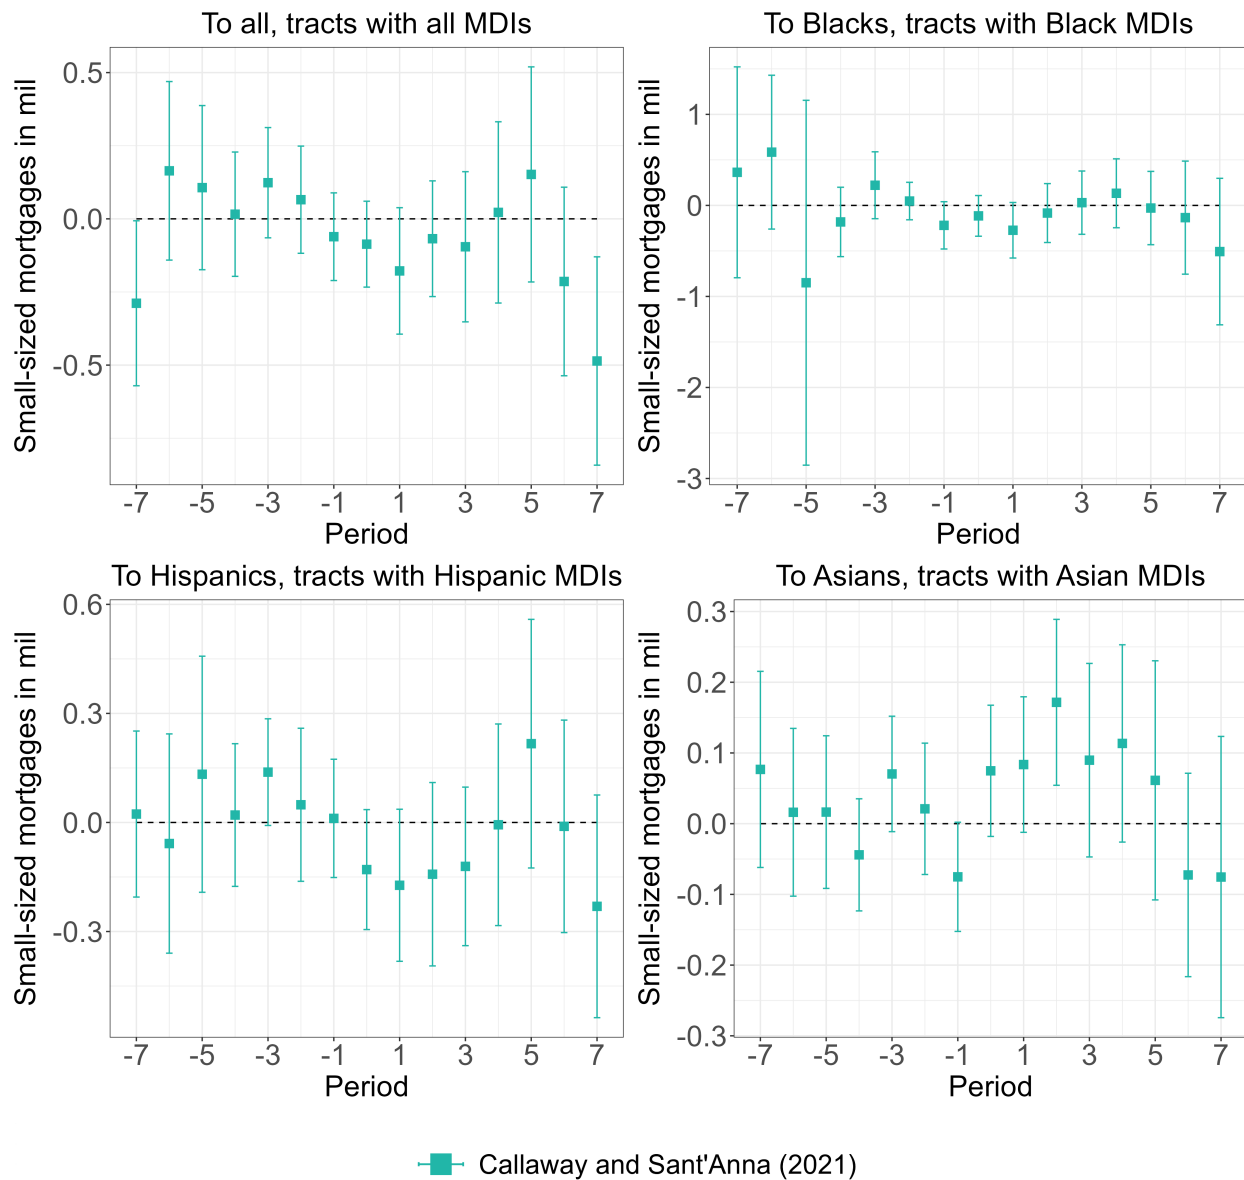 To all, tracts with all MDIs
Small-sized mortgages in mil
0.5
0.0
-0.5
-7 -5 -3 -1 1 3 5 7
Period
To Blacks, tracts with Black MDIs
Small-sized mortgages in mil
1
0
-1
-2
-3
-7 -5 -3 -1 1 3 5 7
Period
To Hispanics, tracts with Hispanic MDIs
Small-sized mortgages in mil
0.6
0.3
0.0
-0.3
-7 -5 -3 -1 1 3 5 7
Period
To Asians, tracts with Asian MDIs
Small-sized mortgages in mil
0.3
0.2
0.1
0.0
-0.1
-0.2
-0.3
-7 -5 -3 -1 1 3 5 7
Period
Callaway and Sant'Anna (2021)